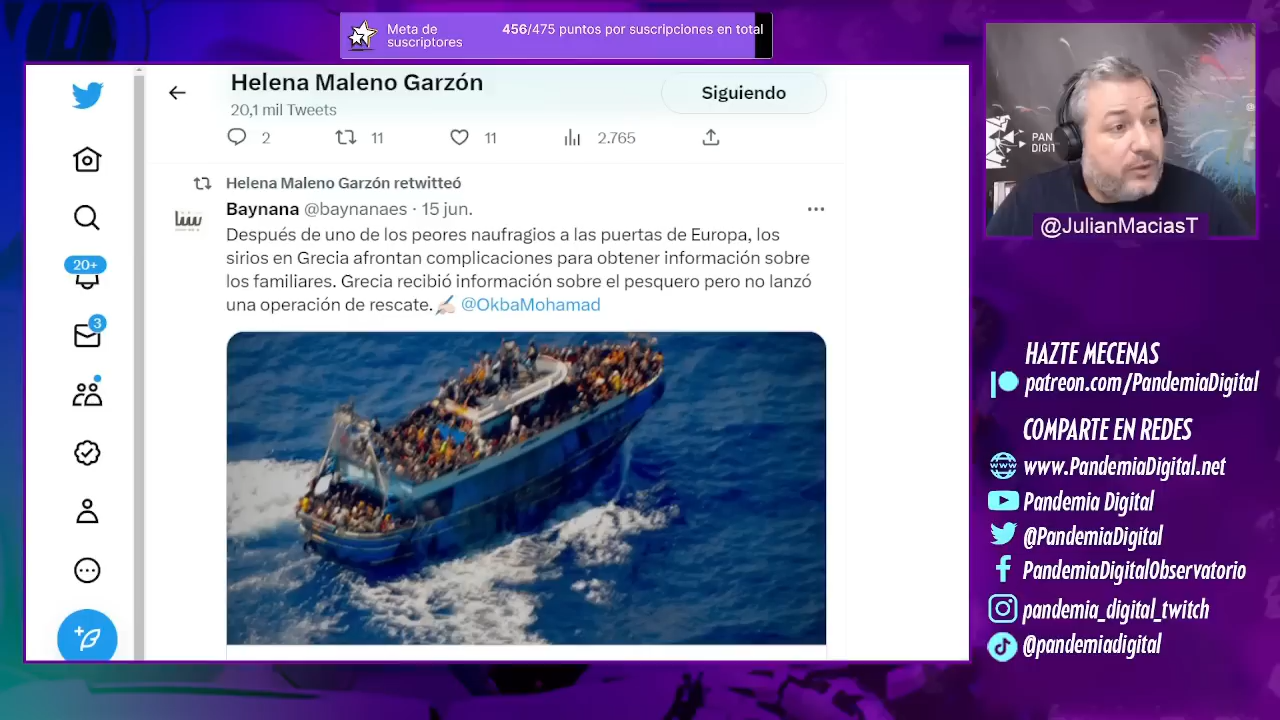 Meta de
suscriptores
456/475 puntos por suscripciones en total
Helena Maleno Garzón
20,1 mil Tweets
Siguiendo
2
11
11
2.765
Helena Maleno Garzón retwitteó
Baynana @baynanaes · 15 jun.
Después de uno de los peores naufragios a las puertas de Europa, los
sirios en Grecia afrontan complicaciones para obtener información sobre
los familiares. Grecia recibió información sobre el pesquero pero no lanzó
una operación de rescate.✍🏻 @OkbaMohamad
20+
3
PAN
DIGIT
@JulianMaciasT
HAZTE MECENAS
patreon.com/PandemiaDigital
COMPARTE EN REDES
www.PandemiaDigital.net
Pandemia Digital
@PandemiaDigital
PandemiaDigitalObservatorio
pandemia_digital_twitch
@pandemiadigital